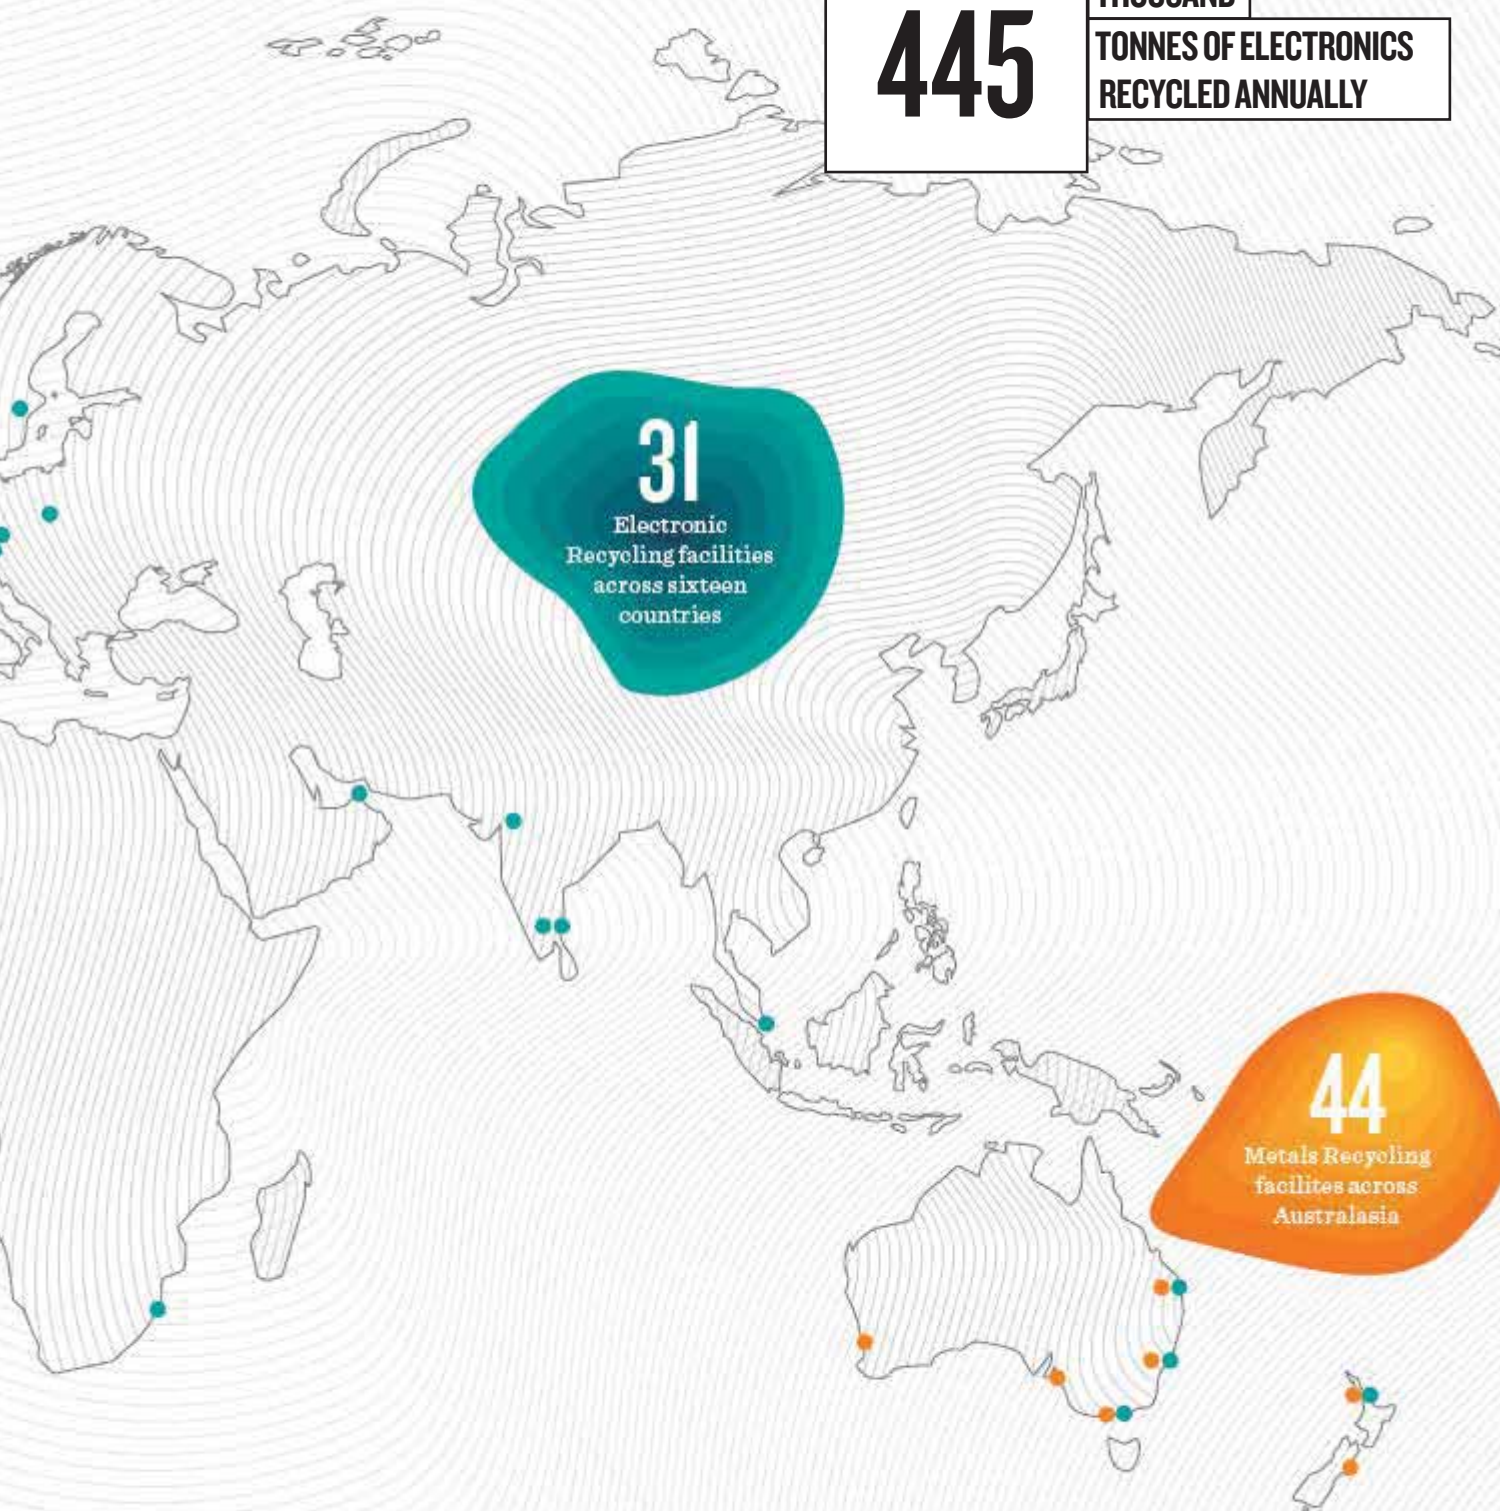 THOUSAND
445
TONNES OF ELECTRONICS
RECYCLED ANNUALLY
31
Electronic
Recycling facilities
across sixteen
countries
44
Metals Recycling
facilites across
Australasia